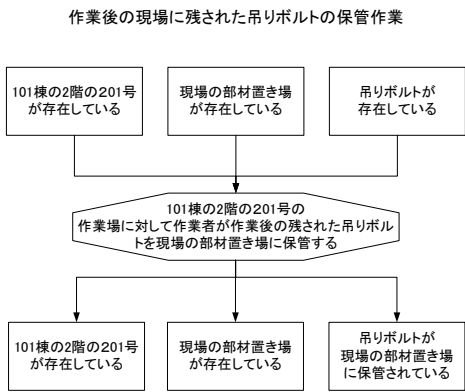 作業後の現場に残された吊りボルトの保管作業
101棟の2階の201号
が存在している
現場の部材置き場
が存在している
吊りボルトが
存在している
101棟の2階の201号の
作業場に対して作業者が作業後の残された吊りボル
トを現場の部材置き場に保管する
101棟の2階の201号
が存在している
現場の部材置き場
が存在している
吊りボルトが
現場の部材置き場
に保管されている